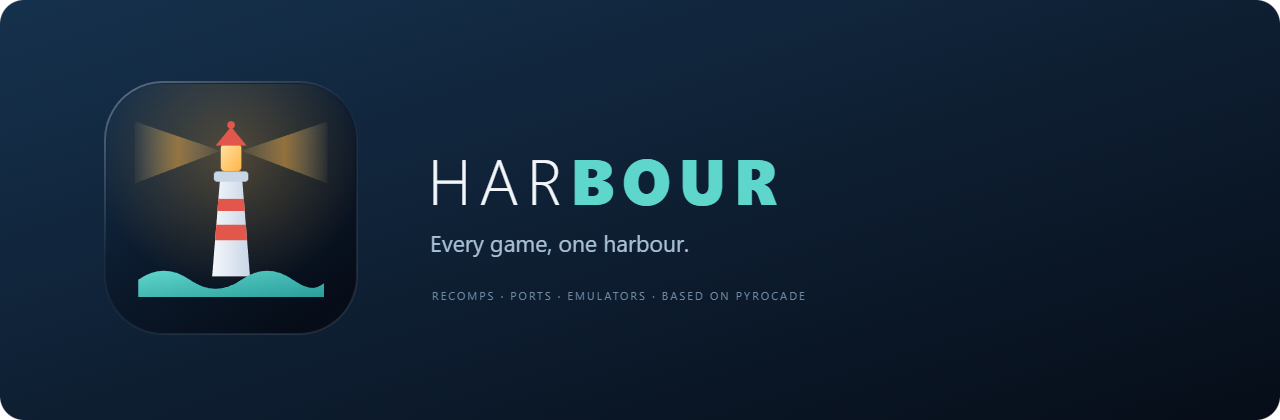 HARBOUR
Every game, one harbour.
RECOMPS · PORTS · EMULATORS · BASED ON PYROCADE